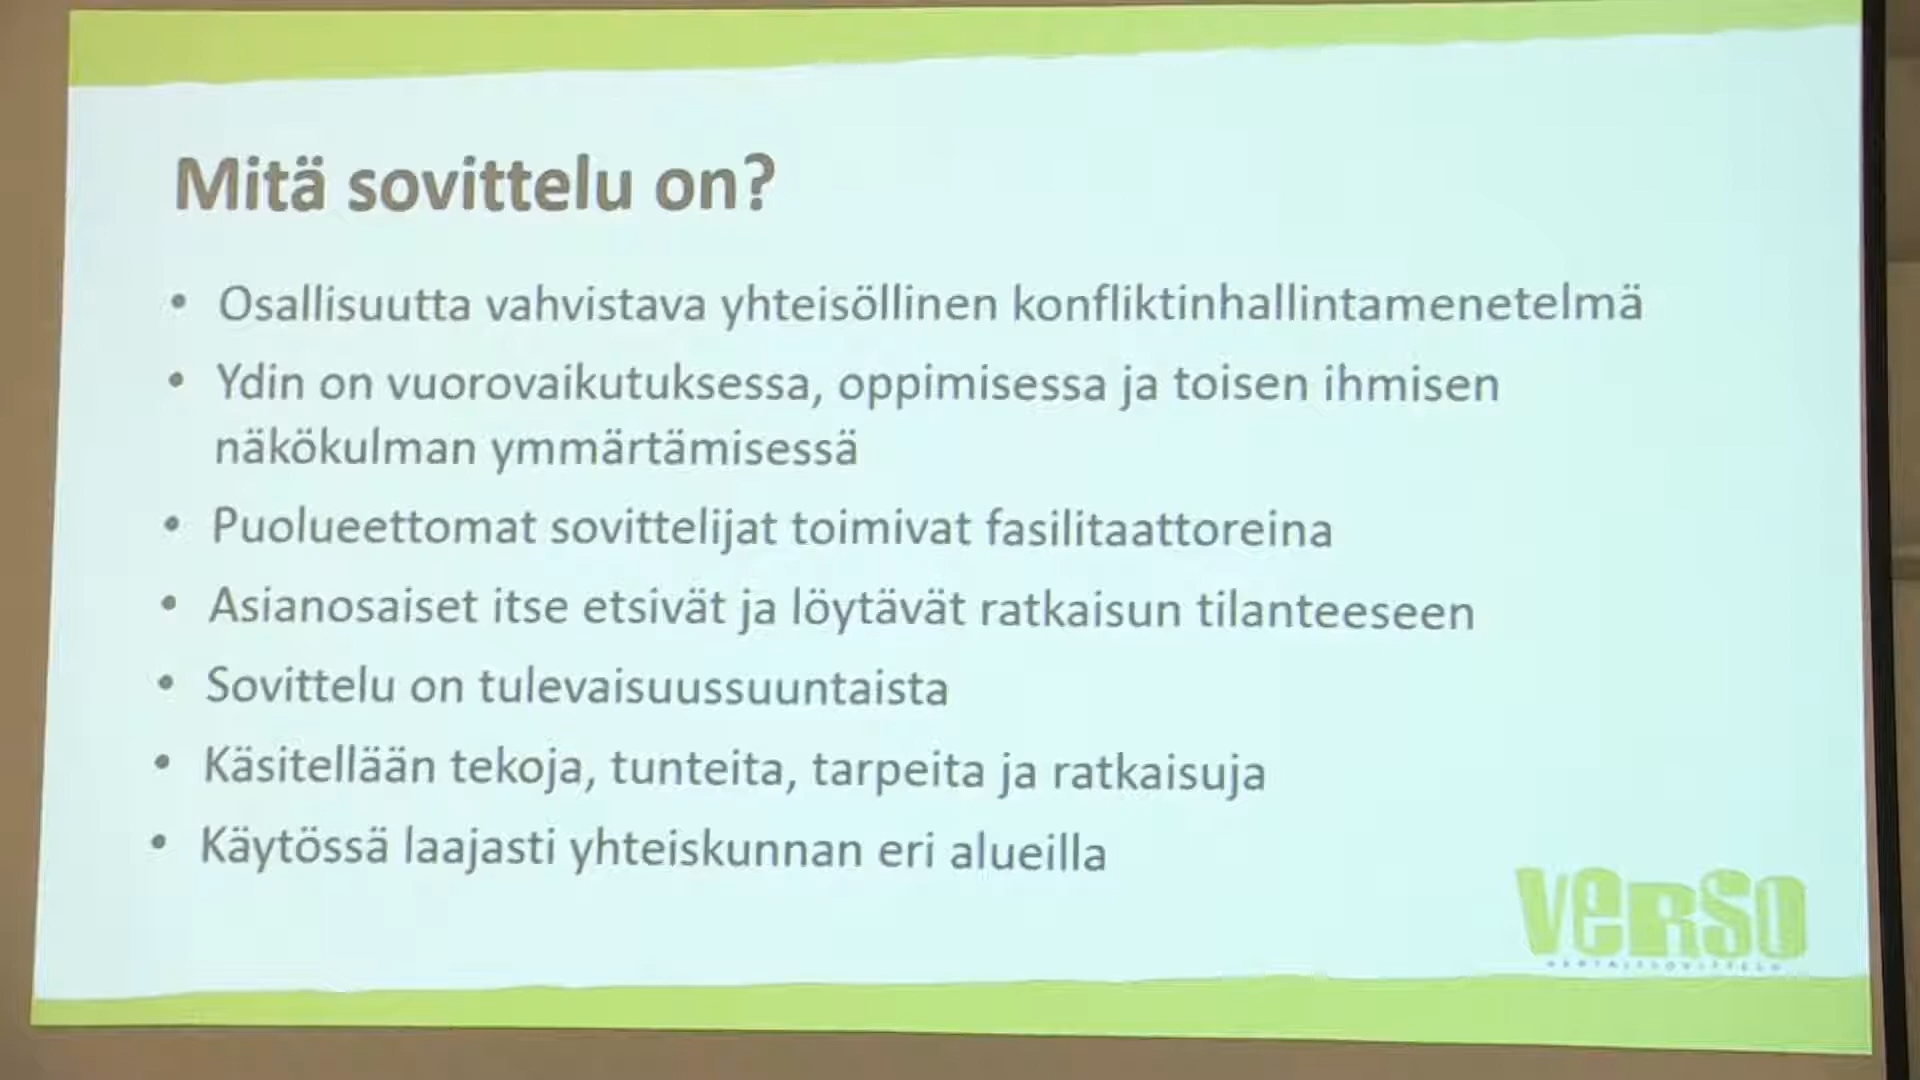 Mitä sovittelu on?
• Osallisuutta vahvistava yhteisöllinen konfliktinhallintamenetelmä
• Ydin on vuorovaikutuksessa, oppimisessa ja toisen ihmisen
näkökulman ymmärtämisessä
• Puolueettomat sovittelijat toimivat fasilitaattoreina
• Asianosaiset itse etsivät ja löytävät ratkaisun tilanteeseen
• Sovittelu on tulevaisuussuuntaista
• Käsitellään tekoja, tunteita, tarpeita ja ratkaisuja
• Käytössä laajasti yhteiskunnan eri alueilla
VERSO